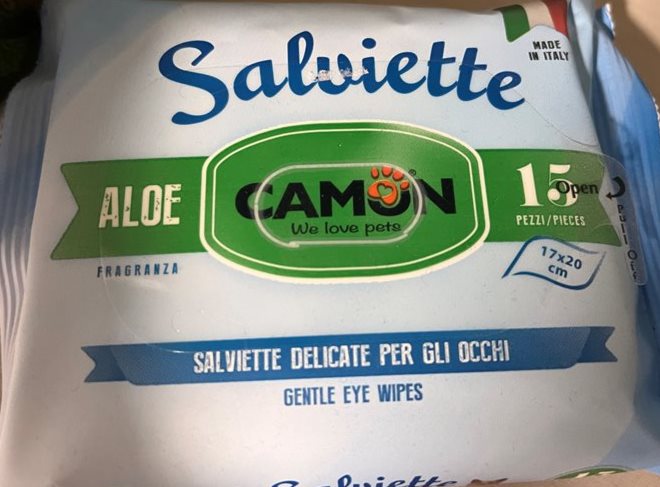 Salviette
MADE
IN ITALY
ALOE
FRAGRANZA
CAMON
We love pets
15
PEZZI/PIECES
Open
Pull Off
17x20
cm
SALVIETTE DELICATE PER GLI OCCHI
GENTLE EYE WIPES
Salviette